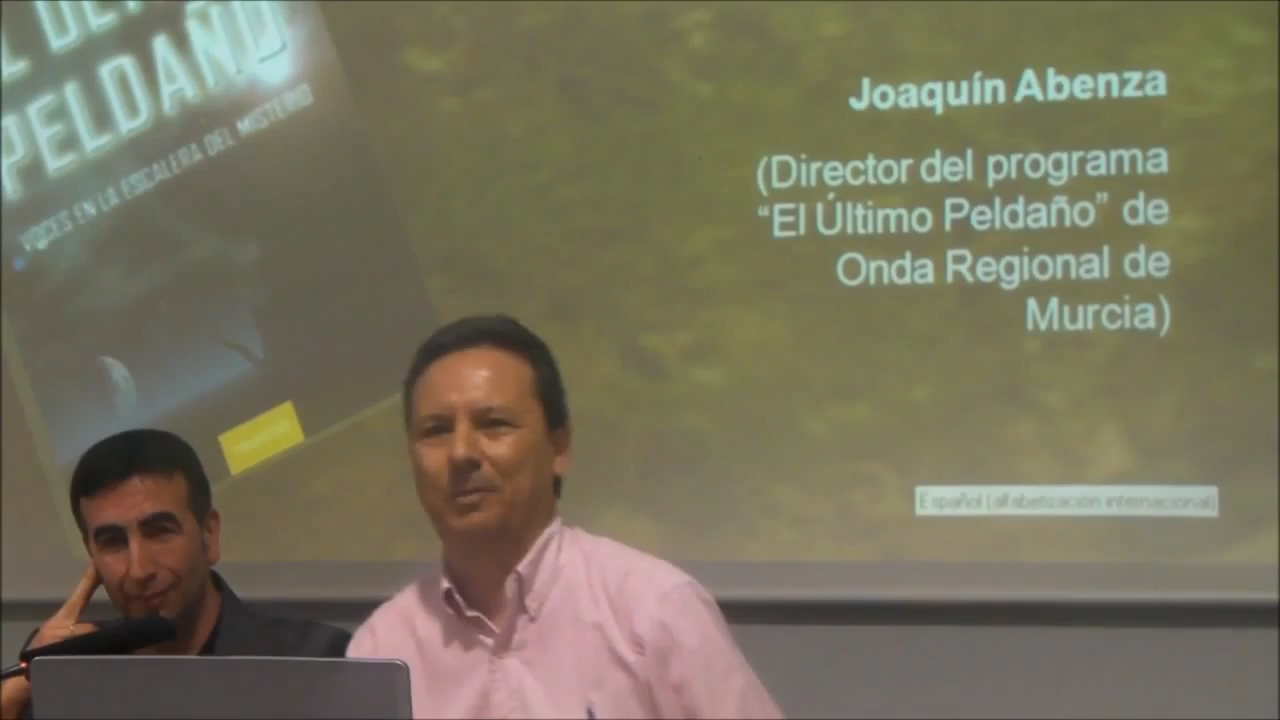 PELDAÑO
VOCES EN LA ESCALERA DEL MISTERIO
Joaquín Abenza
(Director del programa
“El Último Peldaño” de
Onda Regional de
Murcia)
Español (alfabetización internacional)